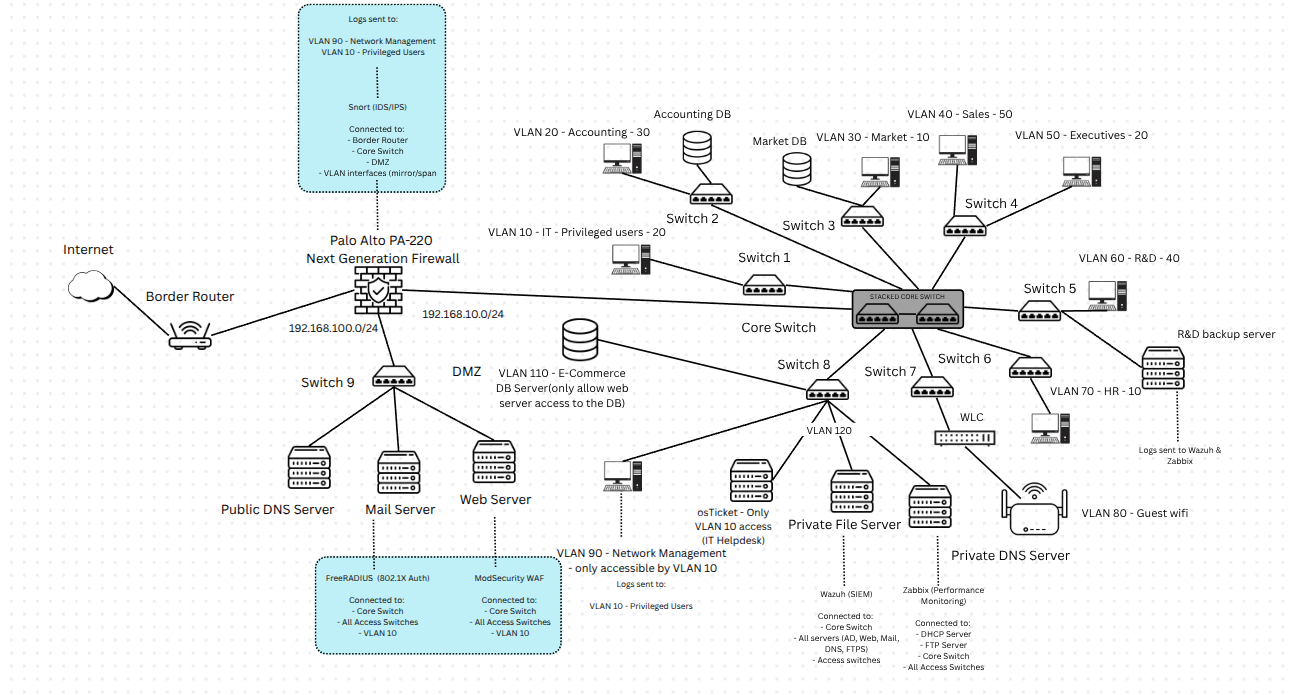 Logs sent to:
VLAN 90 - Network Management
VLAN 10 - Privileged Users
Snort (IDS/IPS)
Connected to:
- Border Router
- Core Switch
- DMZ
- VLAN interfaces (mirror/span
Palo Alto PA-220
Next Generation Firewall
Internet
Border Router
192.168.100.0/24
192.168.10.0/24
Switch 9
DMZ
Public DNS Server
Mail Server
Web Server
FreeRADIUS (802.1X Auth)
Connected to:
- Core Switch
- All Access Switches
- VLAN 10
ModSecurity WAF
Connected to:
- Core Switch
- All Access Switches
- VLAN 10
VLAN 20 - Accounting - 30
Accounting DB
Switch 2
Market DB
VLAN 30 - Market - 10
Switch 3
VLAN 40 - Sales - 50
VLAN 50 - Executives - 20
Switch 4
VLAN 10 - IT - Privileged users - 20
Switch 1
STACKED CORE SWITCH
Core Switch
VLAN 60 - R&D - 40
Switch 5
R&D backup server
Logs sent to Wazuh &
Zabbix
Switch 6
VLAN 70 - HR - 10
Switch 7
WLC
VLAN 80 - Guest wifi
Switch 8
VLAN 110 - E-Commerce
DB Server(only allow web
server access to the DB)
VLAN 120
VLAN 90 - Network Management
- only accessible by VLAN 10
Logs sent to:
VLAN 10 - Privileged Users
osTicket - Only
VLAN 10 access
(IT Helpdesk)
Private File Server
Wazuh (SIEM)
Connected to:
- Core Switch
- All servers (AD, Web, Mail,
DNS, FTPS)
- Access switches
Private DNS Server
Zabbix (Performance
Monitoring)
Connected to:
- DHCP Server
- FTP Server
- Core Switch
- All Access Switches